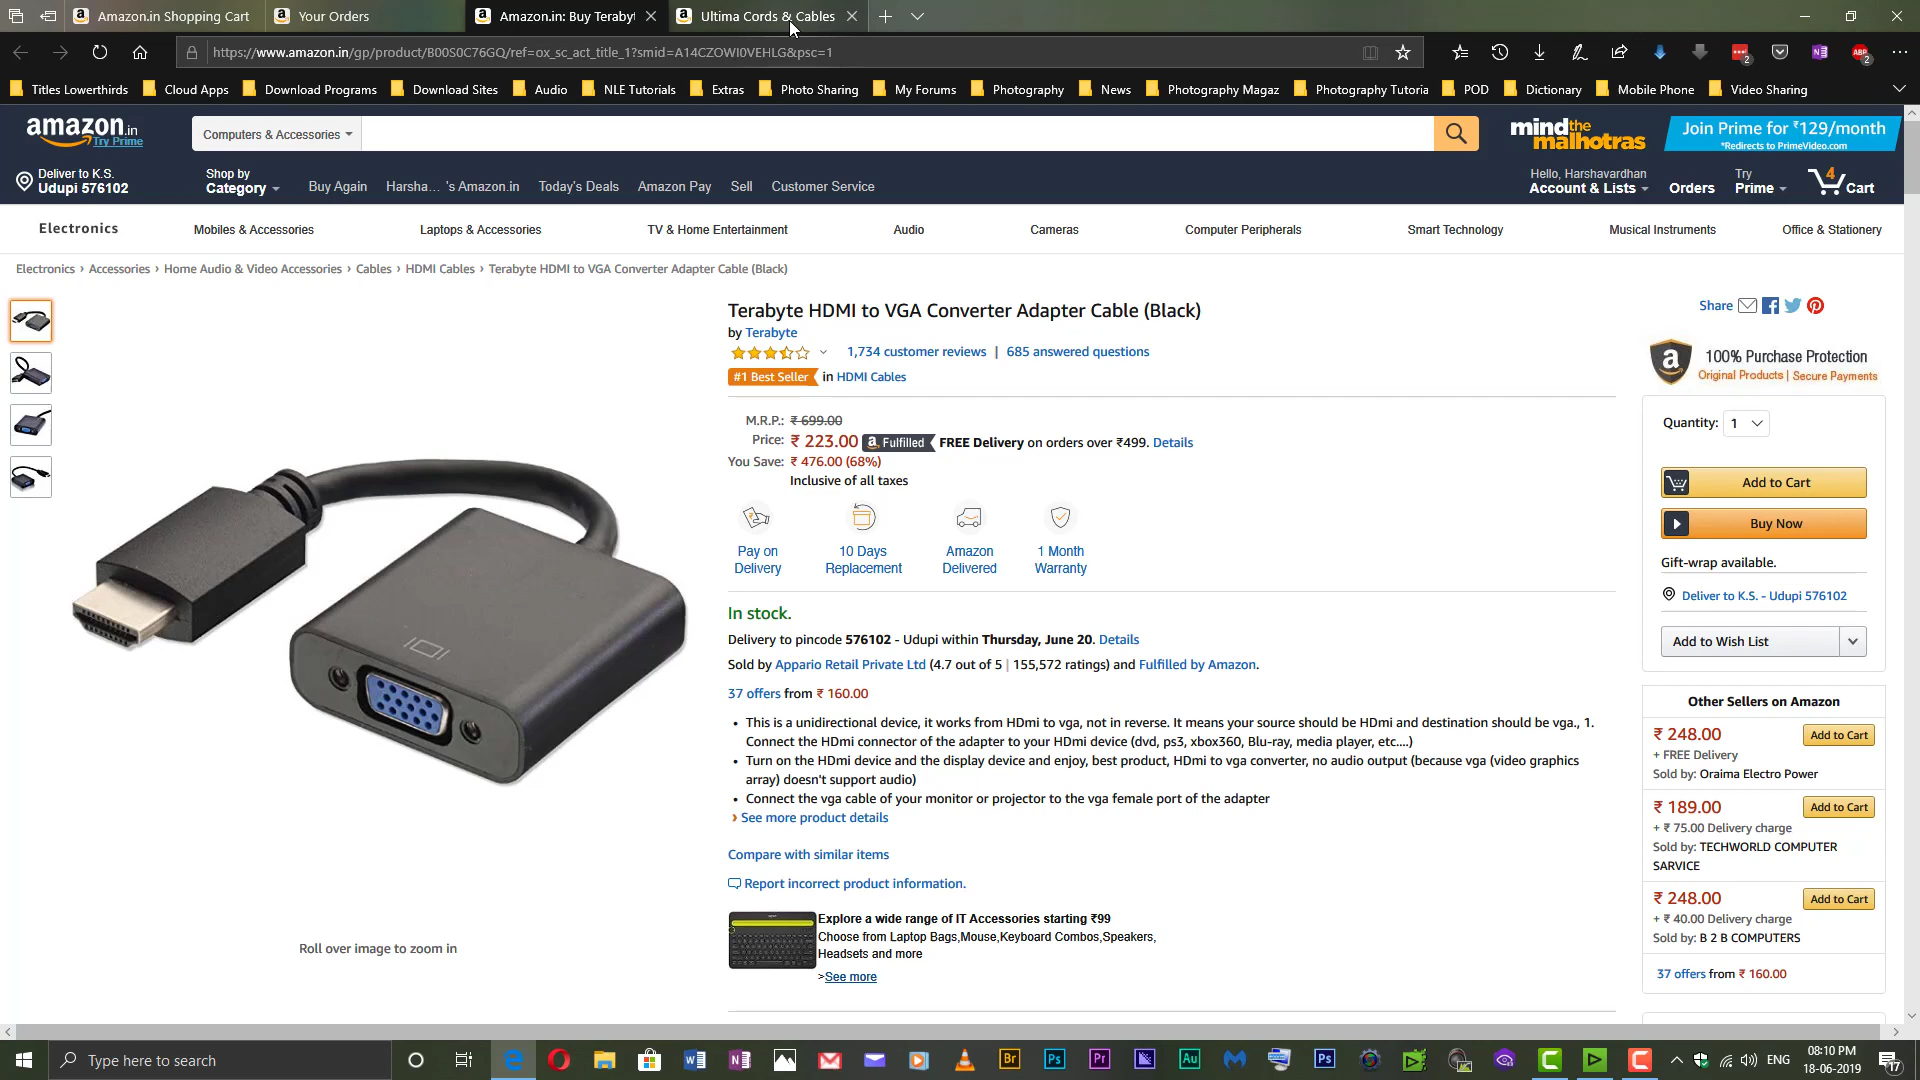 Amazon.in Shopping Cart
Your Orders
Amazon.in: Buy Terabyt
Ultima Cords & Cables
https://www.amazon.in/gp/product/B00S0C76GQ/ref=ox_sc_act_title_1?smid=A14CZOWI0VEHLG&psc=1
Titles Lowerthirds
Cloud Apps
Download Programs
Download Sites
Audio
NLE Tutorials
Extras
Photo Sharing
My Forums
Photography
News
Photography Magaz
Photography Tutoria
POD
Dictionary
Mobile Phone
Video Sharing
amazon.in
Try Prime
Computers & Accessories
mind the malhotras
Join Prime for ₹129/month
*Redirects to PrimeVideo.com
Deliver to K.S.
Udupi 576102
Shop by
Category
Buy Again
Harsha... 's Amazon.in
Today's Deals
Amazon Pay
Sell
Customer Service
Hello, Harshavardhan
Account & Lists
Orders
Try
Prime
4
Cart
Electronics
Mobiles & Accessories
Laptops & Accessories
TV & Home Entertainment
Audio
Cameras
Computer Peripherals
Smart Technology
Musical Instruments
Office & Stationery
Electronics › Accessories › Home Audio & Video Accessories › Cables › HDMI Cables › Terabyte HDMI to VGA Converter Adapter Cable (Black)
Terabyte HDMI to VGA Converter Adapter Cable (Black)
by Terabyte
1,734 customer reviews | 685 answered questions
#1 Best Seller in HDMI Cables
M.R.P.: ₹ 699.00
Price: ₹ 223.00 a Fulfilled FREE Delivery on orders over ₹499. Details
You Save: ₹ 476.00 (68%)
Inclusive of all taxes
Pay on
Delivery
10 Days
Replacement
Amazon
Delivered
1 Month
Warranty
In stock.
Delivery to pincode 576102 - Udupi within Thursday, June 20. Details
Sold by Appario Retail Private Ltd (4.7 out of 5 | 155,572 ratings) and Fulfilled by Amazon.
37 offers from ₹ 160.00
• This is a unidirectional device, it works from HDmi to vga, not in reverse. It means your source should be HDmi and destination should be vga., 1.
Connect the HDmi connector of the adapter to your HDmi device (dvd, ps3, xbox360, Blu-ray, media player, etc....)
• Turn on the HDmi device and the display device and enjoy, best product, HDmi to vga converter, no audio output (because vga (video graphics
array) doesn't support audio)
• Connect the vga cable of your monitor or projector to the vga female port of the adapter
› See more product details
Compare with similar items
Report incorrect product information.
Explore a wide range of IT Accessories starting ₹99
Choose from Laptop Bags,Mouse,Keyboard Combos,Speakers,
Headsets and more
>See more
Roll over image to zoom in
Share
100% Purchase Protection
Original Products | Secure Payments
Quantity: 1
Add to Cart
Buy Now
Gift-wrap available.
Deliver to K.S. - Udupi 576102
Add to Wish List
Other Sellers on Amazon
₹ 248.00
Add to Cart
+ FREE Delivery
Sold by: Oraima Electro Power
₹ 189.00
Add to Cart
+ ₹ 75.00 Delivery charge
Sold by: TECHWORLD COMPUTER
SARVICE
₹ 248.00
Add to Cart
+ ₹ 40.00 Delivery charge
Sold by: B 2 B COMPUTERS
37 offers from ₹ 160.00
Type here to search
Br
Ps
Pr
Au
Ps
ENG
08:10 PM
18-06-2019
17